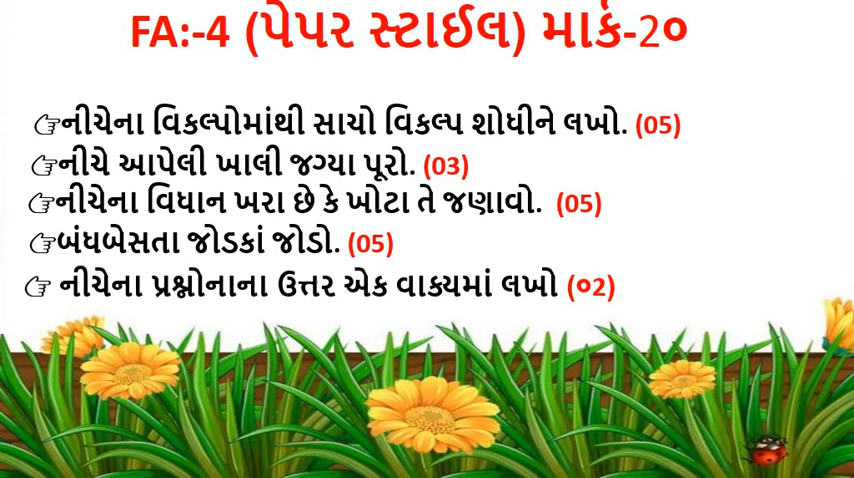 FA:-4 (પેપર સ્ટાઈલ) માર્ક-2૦
👉નીચેના વિકલ્પોમાંથી સાચો વિકલ્પ શોધીને લખો. (05)
👉નીચે આપેલી ખાલી જગ્યા પૂરો. (03)
👉નીચેના વિધાન ખરા છે કે ખોટા તે જણાવો. (05)
👉બંધબેસતા જોડકાં જોડો. (05)
👉 નીચેના પ્રશ્નોનાના ઉત્તર એક વાક્યમાં લખો (૦2)